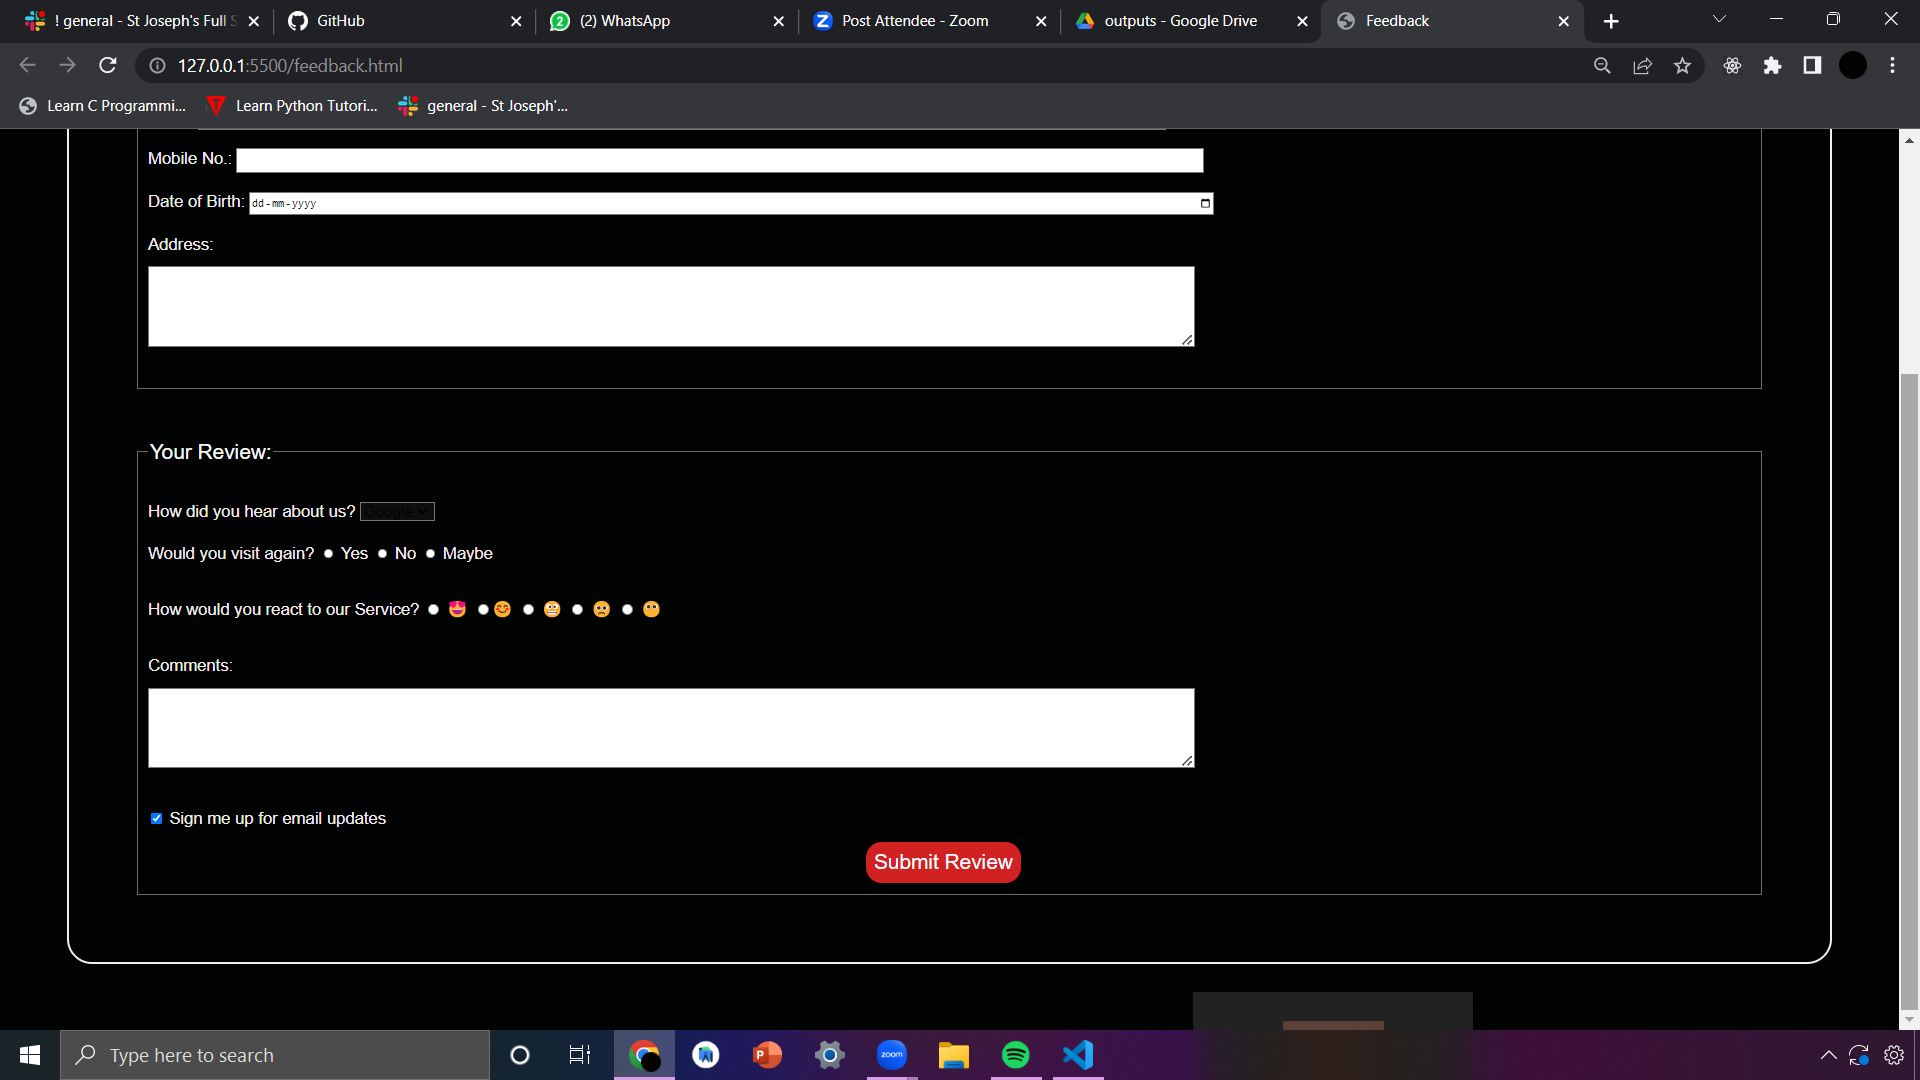 ! general - St Joseph's Full S
GitHub
(2) WhatsApp
Post Attendee - Zoom
outputs - Google Drive
Feedback
127.0.0.1:5500/feedback.html
Learn C Programmi...
Learn Python Tutori...
general - St Joseph'...
Mobile No.:
Date of Birth: dd-mm-yyyy
Address:
Your Review:
How did you hear about us? Google
Would you visit again? Yes No Maybe
How would you react to our Service? 🤩 😊 😬 🙁 😶
Comments:
Sign me up for email updates
Submit Review
Type here to search
zoom